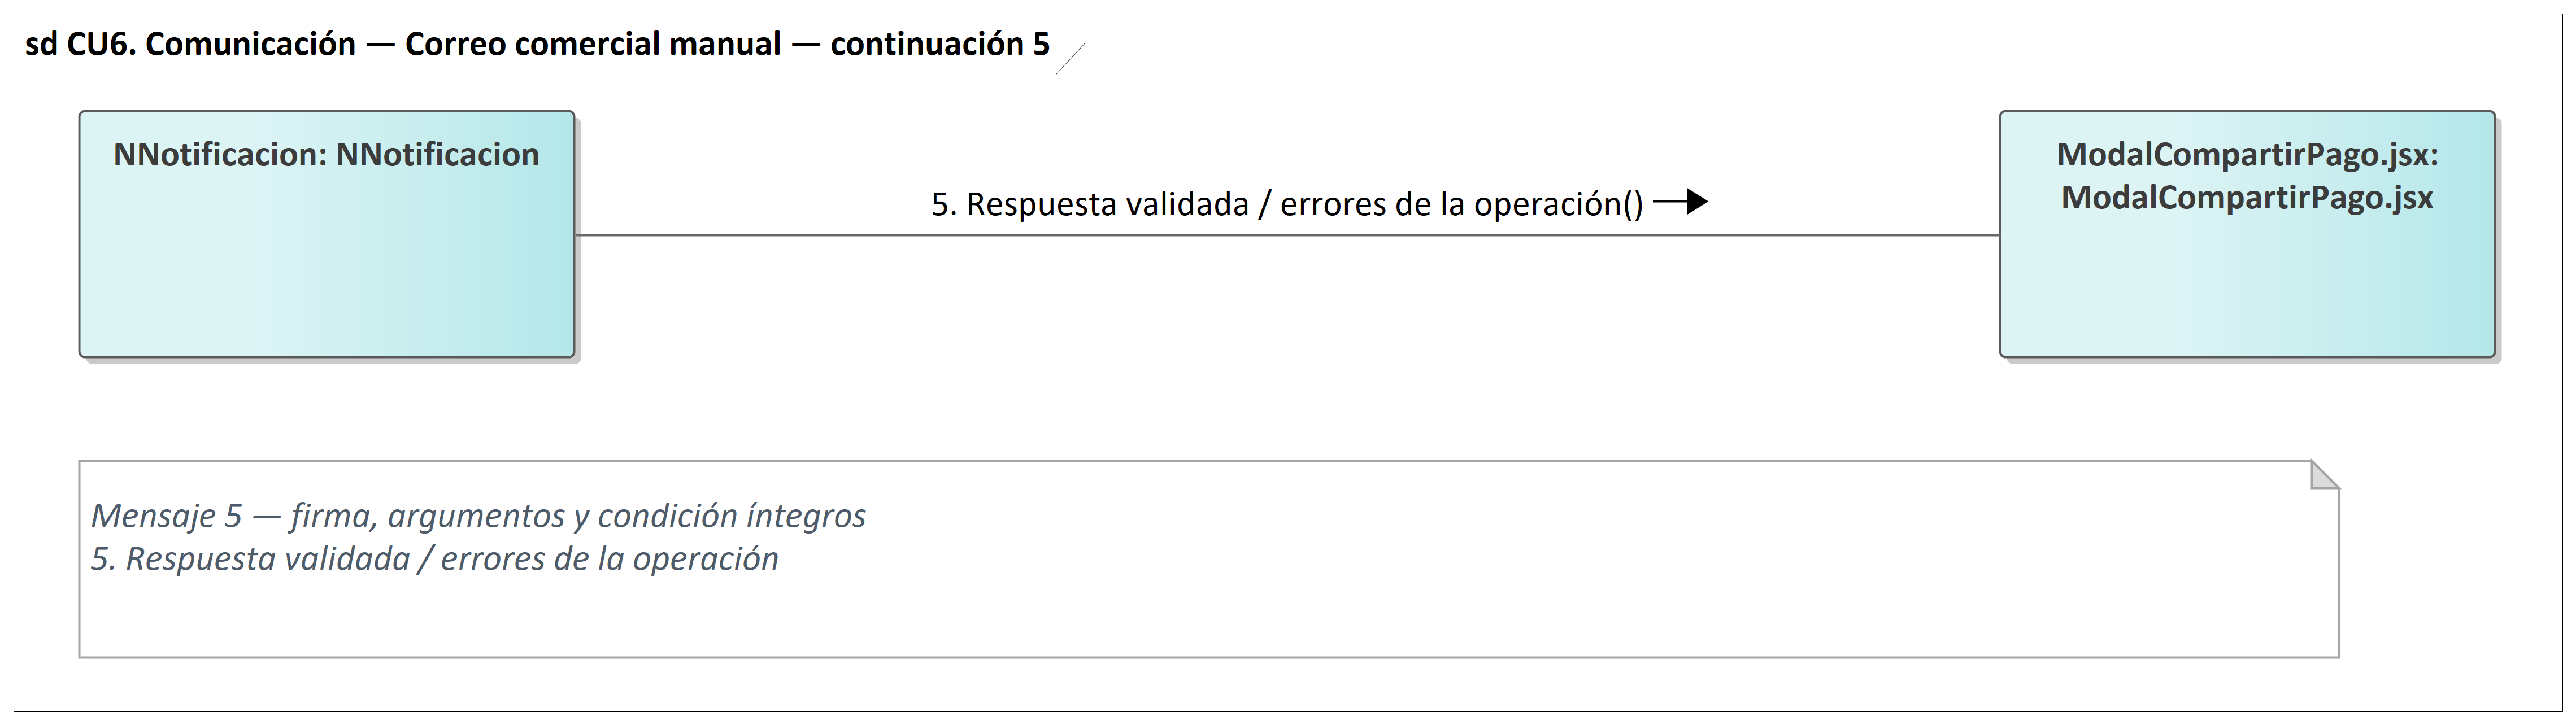 sd CU6. Comunicación — Correo comercial manual — continuación 5
NNotificacion: NNotificacion
ModalCompartirPago.jsx:
ModalCompartirPago.jsx
5. Respuesta validada / errores de la operación()
Mensaje 5 — firma, argumentos y condición íntegros
5. Respuesta validada / errores de la operación